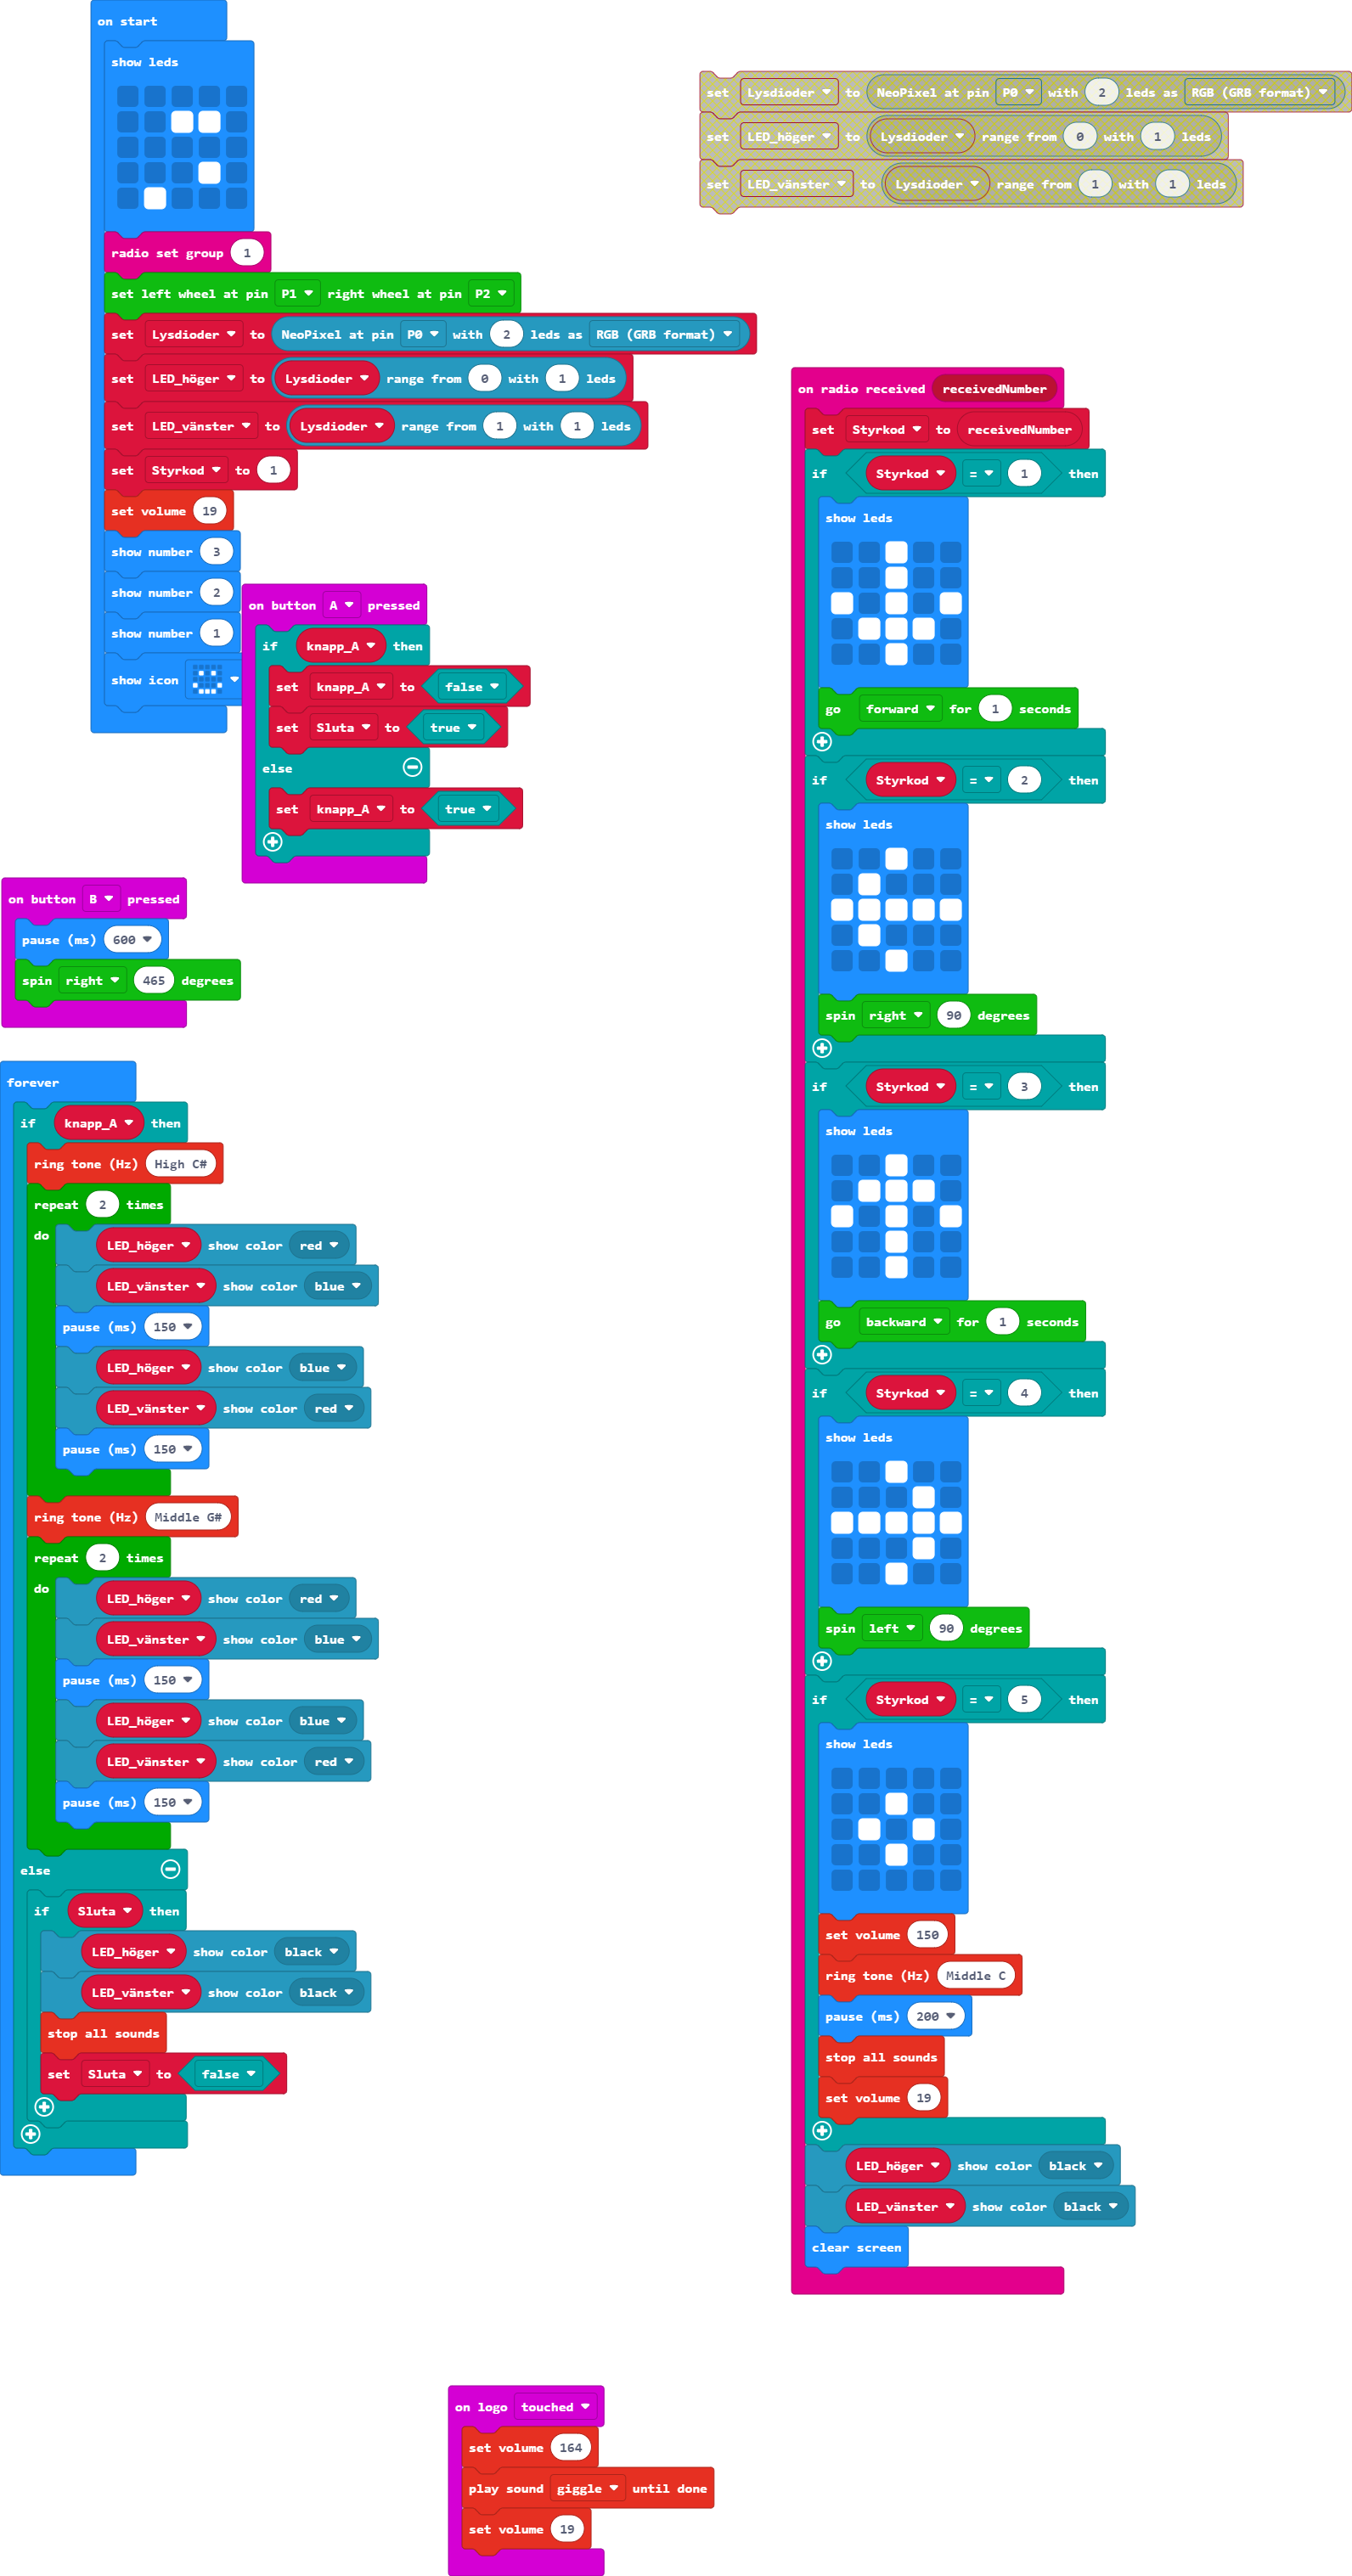 on start
show leds
radio set group 1
set left wheel at pin P1 right wheel at pin P2
set Lysdioder to NeoPixel at pin P0 with 2 leds as RGB (GRB format)
set LED_höger to Lysdioder range from 0 with 1 leds
set LED_vänster to Lysdioder range from 1 with 1 leds
set Styrkod to 1
set volume 19
show number 3
show number 2
show number 1
show icon
set Lysdioder to NeoPixel at pin P0 with 2 leds as RGB (GRB format)
set LED_höger to Lysdioder range from 0 with 1 leds
set LED_vänster to Lysdioder range from 1 with 1 leds
on button A pressed
if knapp_A then
set knapp_A to false
set Sluta to true
else
set knapp_A to true
on button B pressed
pause (ms) 600
spin right 465 degrees
forever
if knapp_A then
ring tone (Hz) High C#
repeat 2 times
do
LED_höger show color red
LED_vänster show color blue
pause (ms) 150
LED_höger show color blue
LED_vänster show color red
pause (ms) 150
ring tone (Hz) Middle G#
repeat 2 times
do
LED_höger show color red
LED_vänster show color blue
pause (ms) 150
LED_höger show color blue
LED_vänster show color red
pause (ms) 150
else
if Sluta then
LED_höger show color black
LED_vänster show color black
stop all sounds
set Sluta to false
on radio received receivedNumber
set Styrkod to receivedNumber
if Styrkod = 1 then
show leds
go forward for 1 seconds
if Styrkod = 2 then
show leds
spin right 90 degrees
if Styrkod = 3 then
show leds
go backward for 1 seconds
if Styrkod = 4 then
show leds
spin left 90 degrees
if Styrkod = 5 then
show leds
set volume 150
ring tone (Hz) Middle C
pause (ms) 200
stop all sounds
set volume 19
LED_höger show color black
LED_vänster show color black
clear screen
on logo touched
set volume 164
play sound giggle until done
set volume 19